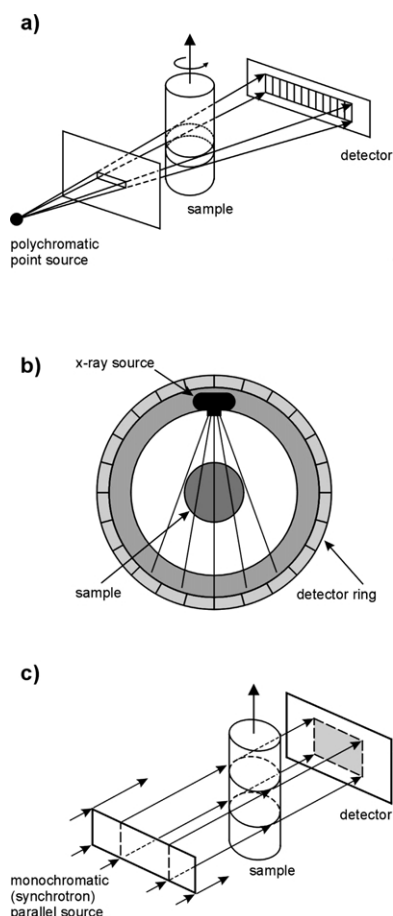 a)
detector
sample
polychromatic
point source
b)
x-ray source
sample
detector ring
c)
detector
sample
monochromatic
(synchrotron)
parallel source